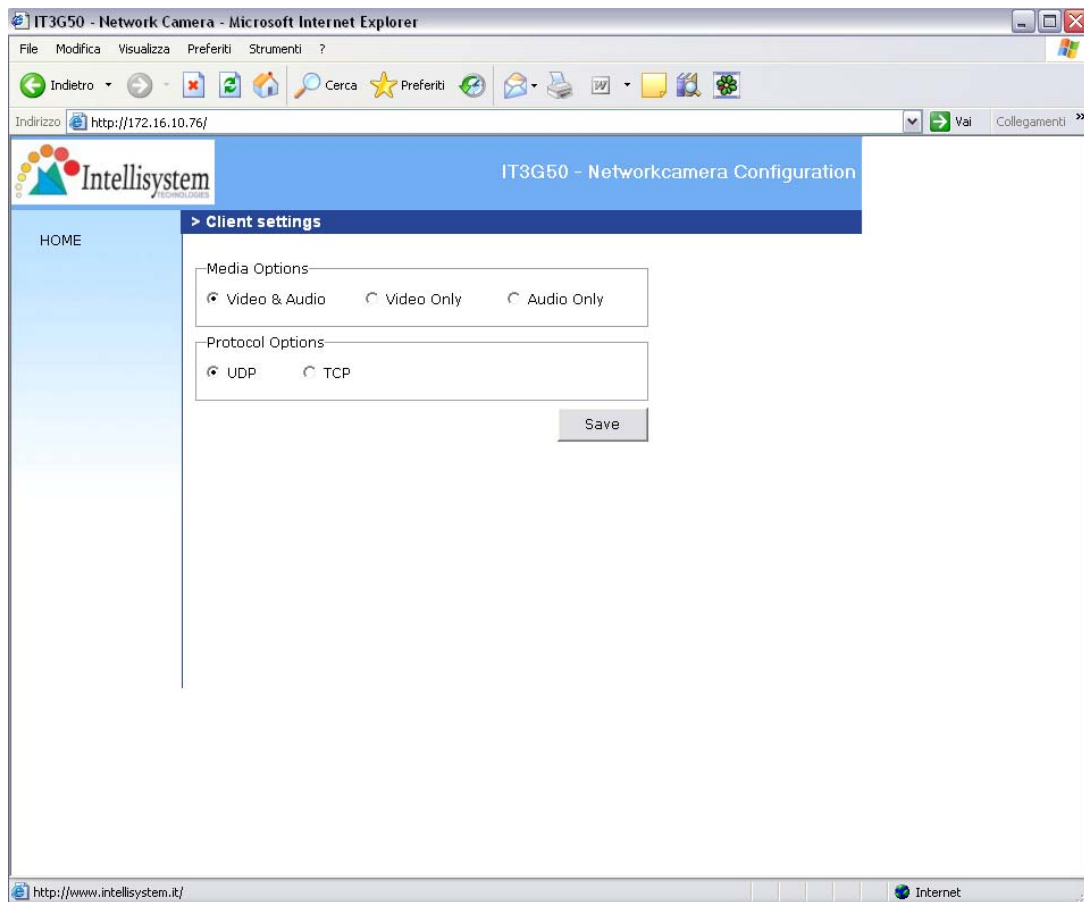 IT3G50 - Network Camera - Microsoft Internet Explorer
File Modifica Visualizza Preferiti Strumenti ?
Indietro Cerca Preferiti W
Indirizzo http://172.16.10.76/ Vai Collegamenti »
Intellisystem
TECHNOLOGIES
IT3G50 - Networkcamera Configuration
> Client settings
HOME
Media Options
Video & Audio Video Only Audio Only
Protocol Options
UDP TCP
Save
http://www.intellisystem.it/ Internet